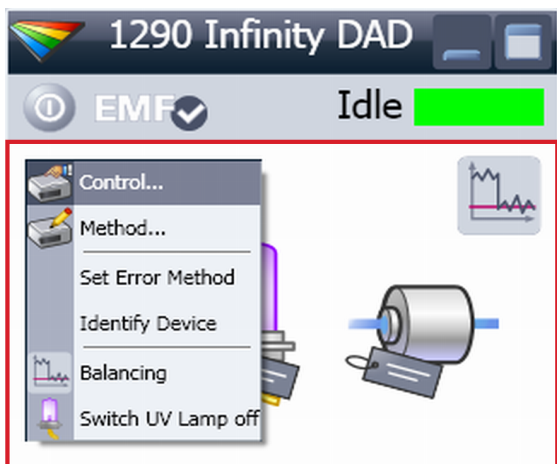 1290 Infinity DAD
EMF Idle
Control...
Method...
Set Error Method
Identify Device
Balancing
Switch UV Lamp off